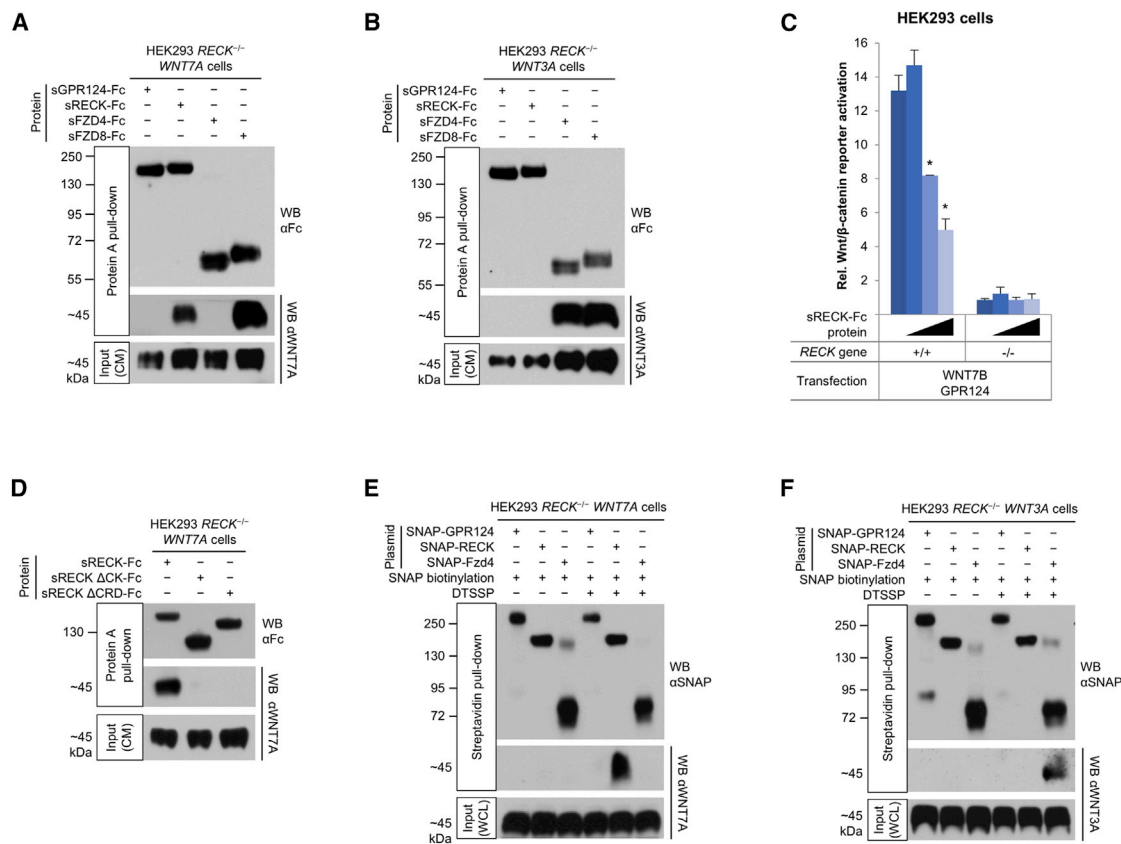 A
HEK293 RECK−/−
WNT7A cells
Protein
sGPR124-Fc + − − −
sRECK-Fc − + − −
sFZD4-Fc − − + −
sFZD8-Fc − − − +
250
130
95
72
55
~45
~45
kDa
Protein A pull-down
Input
(CM)
WB
αFc
WB αWNT7A
B
HEK293 RECK−/−
WNT3A cells
Protein
sGPR124-Fc + − − −
sRECK-Fc − + − −
sFZD4-Fc − − + −
sFZD8-Fc − − − +
250
130
95
72
55
~45
~45
kDa
Protein A pull-down
Input
(CM)
WB
αFc
WB αWNT3A
C
HEK293 cells
Rel. Wnt/β-catenin reporter activation
16
14
12
10
8
6
4
2
*
*
sRECK-Fc
protein
RECK gene +/+ -/-
Transfection
WNT7B
GPR124
D
HEK293 RECK−/−
WNT7A cells
Protein
sRECK-Fc + − −
sRECK ΔCK-Fc − + −
sRECK ΔCRD-Fc − − +
130
~45
~45
kDa
Protein A
pull-down
Input
(CM)
WB
αFc
WB αWNT7A
E
HEK293 RECK−/− WNT7A cells
Plasmid
SNAP-GPR124 + − − + − −
SNAP-RECK − + − − + −
SNAP-Fzd4 − − + − − +
SNAP biotinylation + + + + + +
DTSSP − − − + + +
250
130
95
72
~45
~45
kDa
Streptavidin pull-down
Input
(WCL)
WB
αSNAP
WB αWNT7A
F
HEK293 RECK−/− WNT3A cells
Plasmid
SNAP-GPR124 + − − + − −
SNAP-RECK − + − − + −
SNAP-Fzd4 − − + − − +
SNAP biotinylation + + + + + +
DTSSP − − − + + +
250
130
95
72
~45
~45
kDa
Streptavidin pull-down
Input
(WCL)
WB
αSNAP
WB αWNT3A